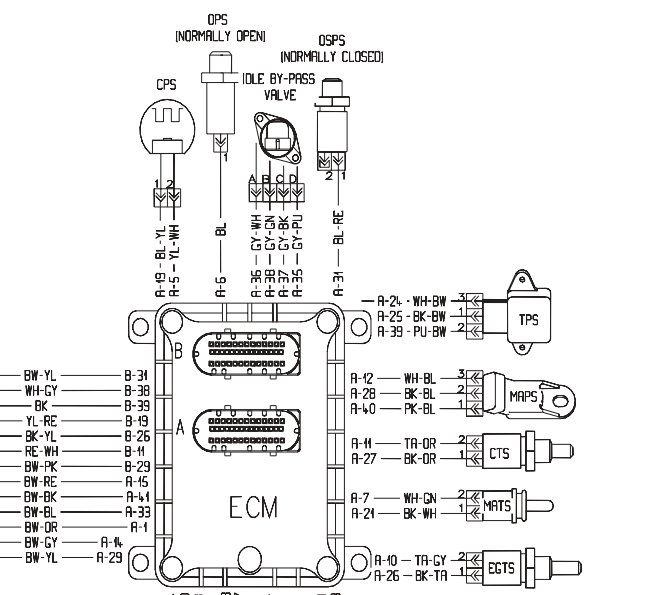 OPS
(NORMALLY OPEN)
OSPS
(NORMALLY CLOSED)
IDLE BY-PASS
VALVE
CPS
1 2
1
A B C D
2 1
A-19 - BL-YL
A-5 - YL-WH
A-6 BL
A-36 - GY-WH
A-38 - GY-GN
A-37 - GY-BK
A-35 - GY-PU
A-31 - BL-RE
A-24 - WH-BW 3
A-25 - BK-BW 1
A-39 - PU-BW 2
TPS
B
A
ECM
BW-YL B-31
WH-GY B-38
BK B-39
YL-RE B-19
BK-YL B-26
RE-WH B-11
BW-PK B-29
BW-RE A-15
BW-BK A-41
BW-BL A-33
BW-OR A-1
BW-GY A-14
BW-YL A-29
A-12 WH-BL 3
A-28 BK-BL 2
A-40 PK-BL 1
MAPS
A-11 TA-OR 2
A-27 BK-OR 1
CTS
A-7 WH-GN 2
A-21 BK-WH 1
MATS
A-10 TA-GY 2
A-26 BK-TA 1
EGTS